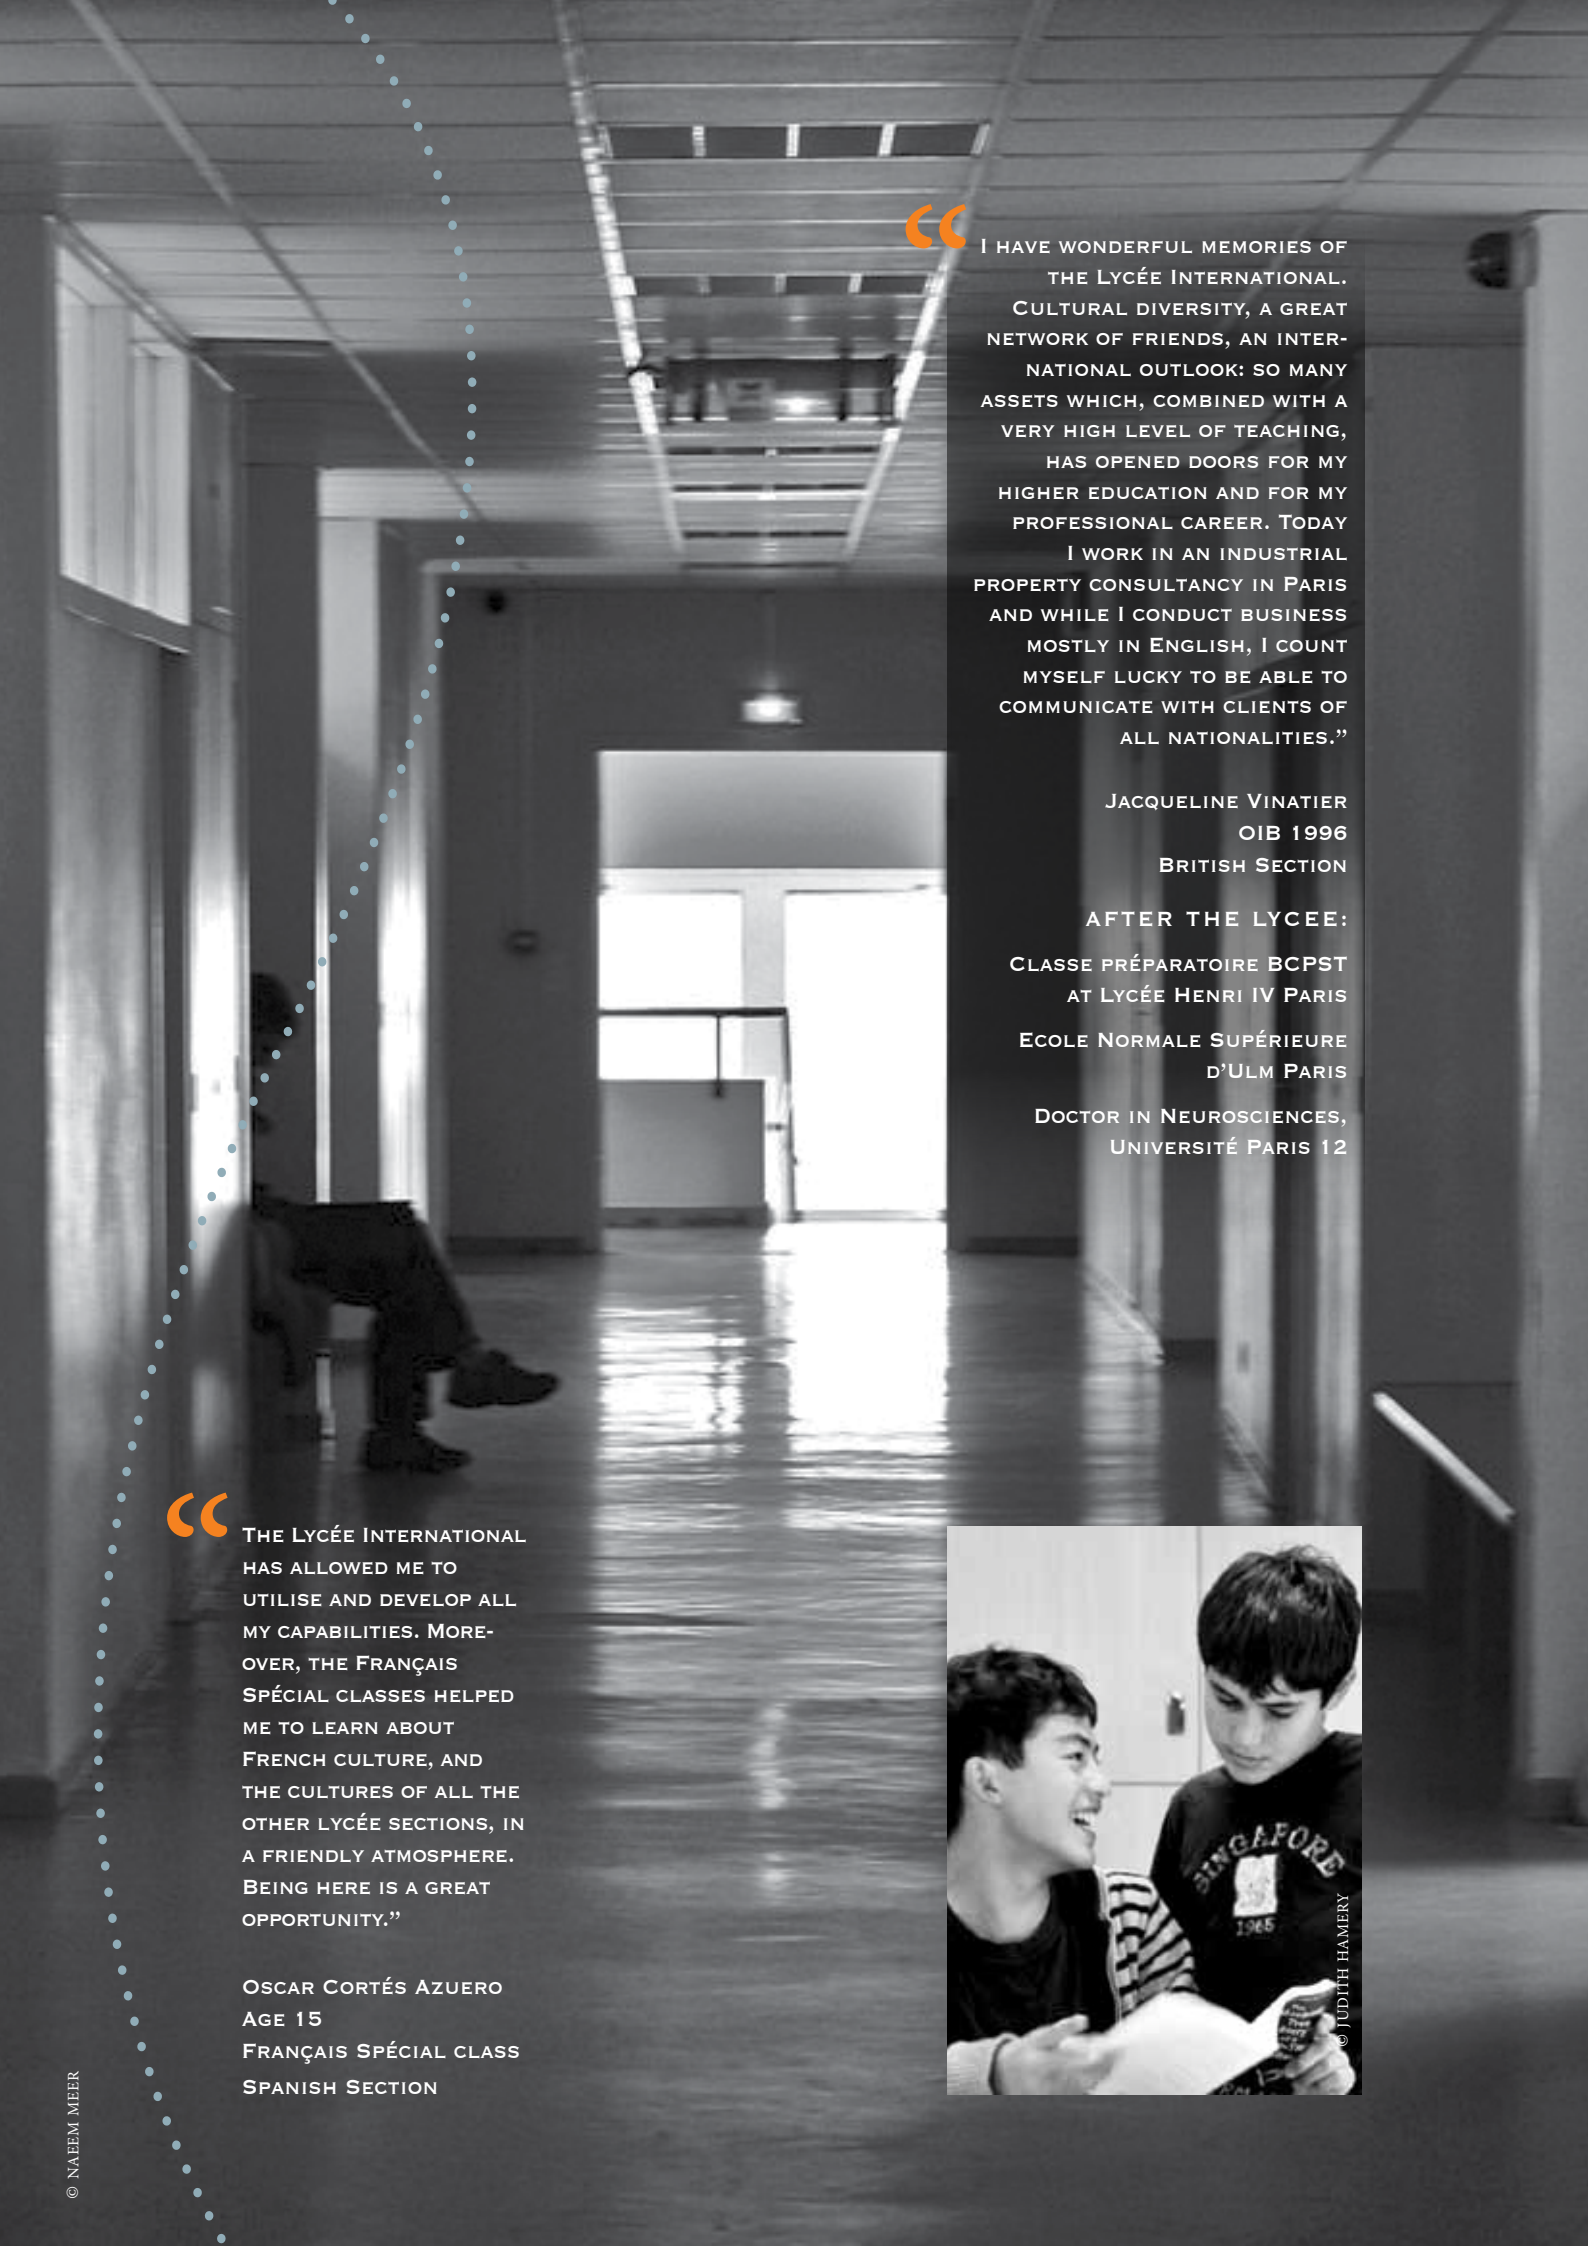 “ I have wonderful memories of
the Lycée International.
Cultural diversity, a great
network of friends, an inter-
national outlook: so many
assets which, combined with a
very high level of teaching,
has opened doors for my
higher education and for my
professional career. Today
I work in an industrial
property consultancy in Paris
and while I conduct business
mostly in English, I count
myself lucky to be able to
communicate with clients of
all nationalities.”
Jacqueline Vinatier
OIB 1996
British Section
AFTER THE LYCEE:
Classe préparatoire BCPST
at Lycée Henri IV Paris
Ecole Normale Supérieure
d’Ulm Paris
Doctor in Neurosciences,
Université Paris 12
“ The Lycée International
has allowed me to
utilise and develop all
my capabilities. More-
over, the Français
Spécial classes helped
me to learn about
French culture, and
the cultures of all the
other lycée sections, in
a friendly atmosphere.
Being here is a great
opportunity.”
Oscar Cortés Azuero
Age 15
Français Spécial class
Spanish Section
SINGAPORE
1965
© JUDITH HAMERY
© NAEEM MEER